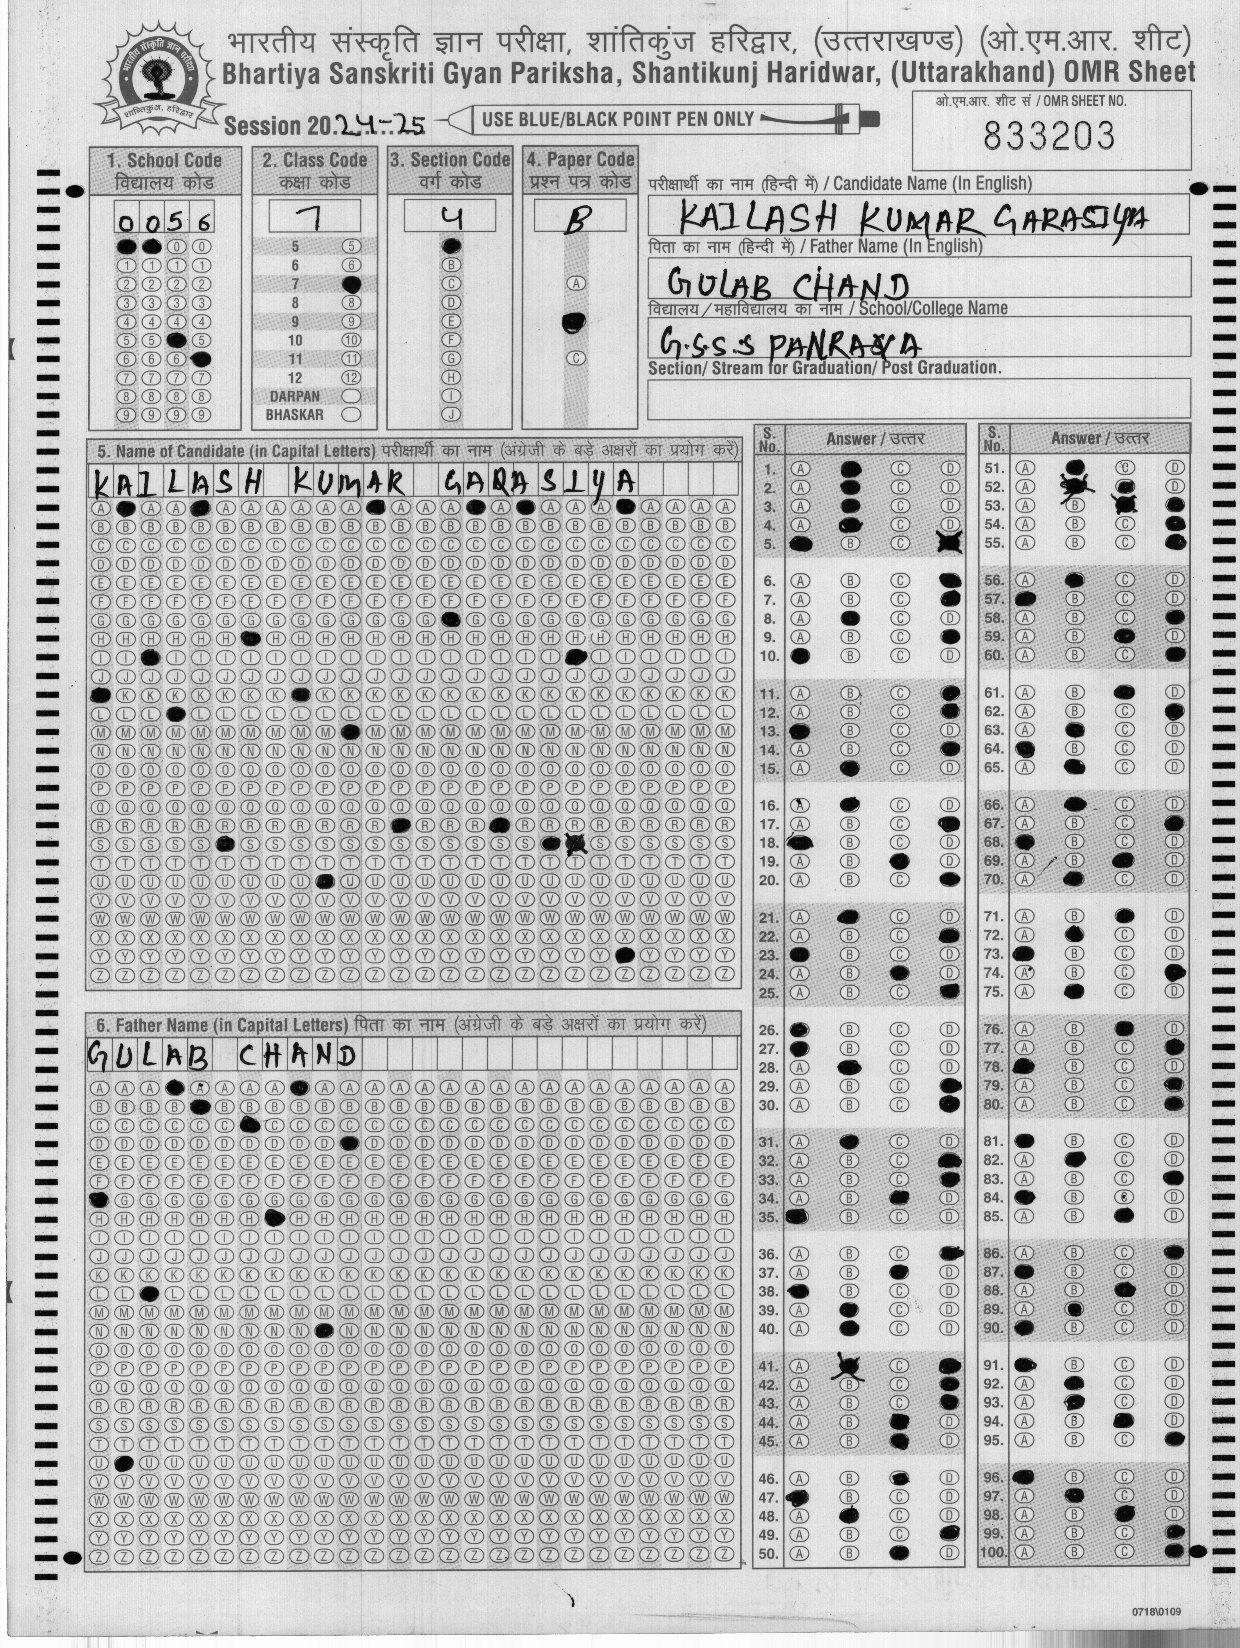 भारतीय संस्कृति ज्ञान परीक्षा, शांतिकुंज हरिद्वार, (उत्तराखण्ड) (ओ.एम.आर. शीट)
Bhartiya Sanskriti Gyan Pariksha, Shantikunj Haridwar, (Uttarakhand) OMR Sheet
Session 2024-25
USE BLUE/BLACK POINT PEN ONLY
ओ.एम.आर. शीट सं / OMR SHEET NO.
833203
1. School Code
विद्यालय कोड
0056
2. Class Code
कक्षा कोड
7
5
6
7
8
9
10
11
12
DARPAN
BHASKAR
3. Section Code
वर्ग कोड
4
4. Paper Code
प्रश्न पत्र कोड
B
परीक्षार्थी का नाम (हिन्दी में) / Candidate Name (In English)
KAILASH KUMAR GARASIYA
पिता का नाम (हिन्दी में) / Father Name (In English)
GULAB CHAND
विद्यालय/महाविद्यालय का नाम / School/College Name
G.S.S.S PANRAYA
Section/ Stream for Graduation/ Post Graduation.
5. Name of Candidate (in Capital Letters) परीक्षार्थी का नाम (अंग्रेजी के बड़े अक्षरों का प्रयोग करें)
KAILASH KUMAR GARASIYA
6. Father Name (in Capital Letters) पिता का नाम (अंग्रेजी के बड़े अक्षरों का प्रयोग करें)
GULAB CHAND
S. No. Answer / उत्तर
S. No. Answer / उत्तर
0718\0109